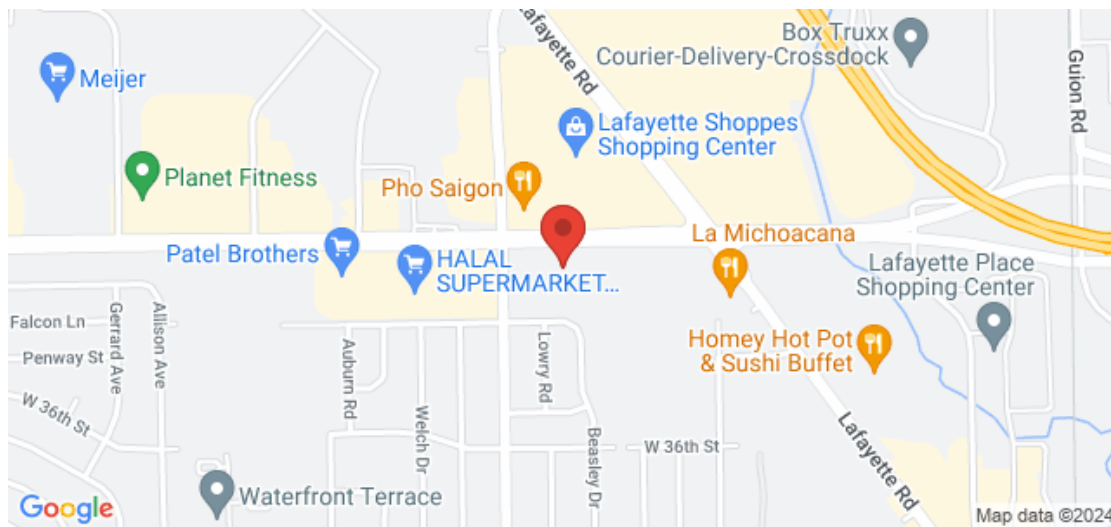 Lafayette Rd
Box Truxx
Courier-Delivery-Crossdock
Guion Rd
Meijer
Lafayette Shoppes
Shopping Center
Planet Fitness
Pho Saigon
La Michoacana
Patel Brothers
HALAL
SUPERMARKET...
Lafayette Place
Shopping Center
Falcon Ln
Gerrard Ave
Allison Ave
Penway St
Auburn Rd
Lowry Rd
Homey Hot Pot
& Sushi Buffet
W 36th St
Welch Dr
Beasley Dr
W 36th St
Lafayette Rd
Waterfront Terrace
Google
Map data ©2024